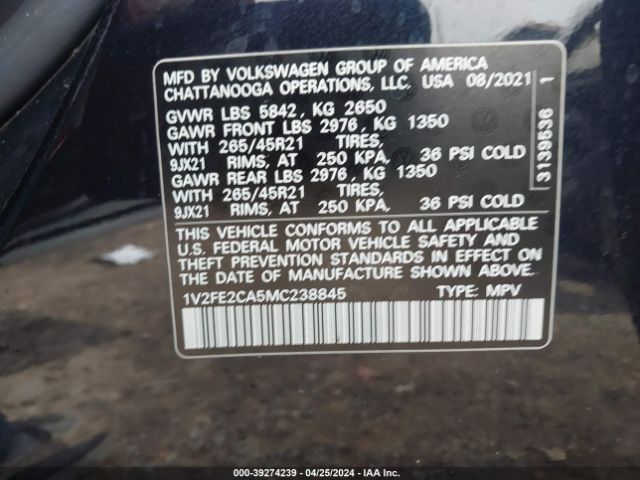 MFD BY VOLKSWAGEN GROUP OF AMERICA
CHATTANOOGA OPERATIONS, LLC. USA 08/2021 1
GVWR LBS 5842, KG 2650
GAWR FRONT LBS 2976, KG 1350
WITH 265/45R21 TIRES,
9JX21 RIMS, AT 250 KPA, 36 PSI COLD
GAWR REAR LBS 2976, KG 1350
WITH 265/45R21 TIRES,
9JX21 RIMS, AT 250 KPA, 36 PSI COLD
3139536
THIS VEHICLE CONFORMS TO ALL APPLICABLE
U.S. FEDERAL MOTOR VEHICLE SAFETY AND
THEFT PREVENTION STANDARDS IN EFFECT ON
THE DATE OF MANUFACTURE SHOWN ABOVE.
1V2FE2CA5MC238845 TYPE: MPV
000-39274239 - 04/25/2024 - IAA Inc.